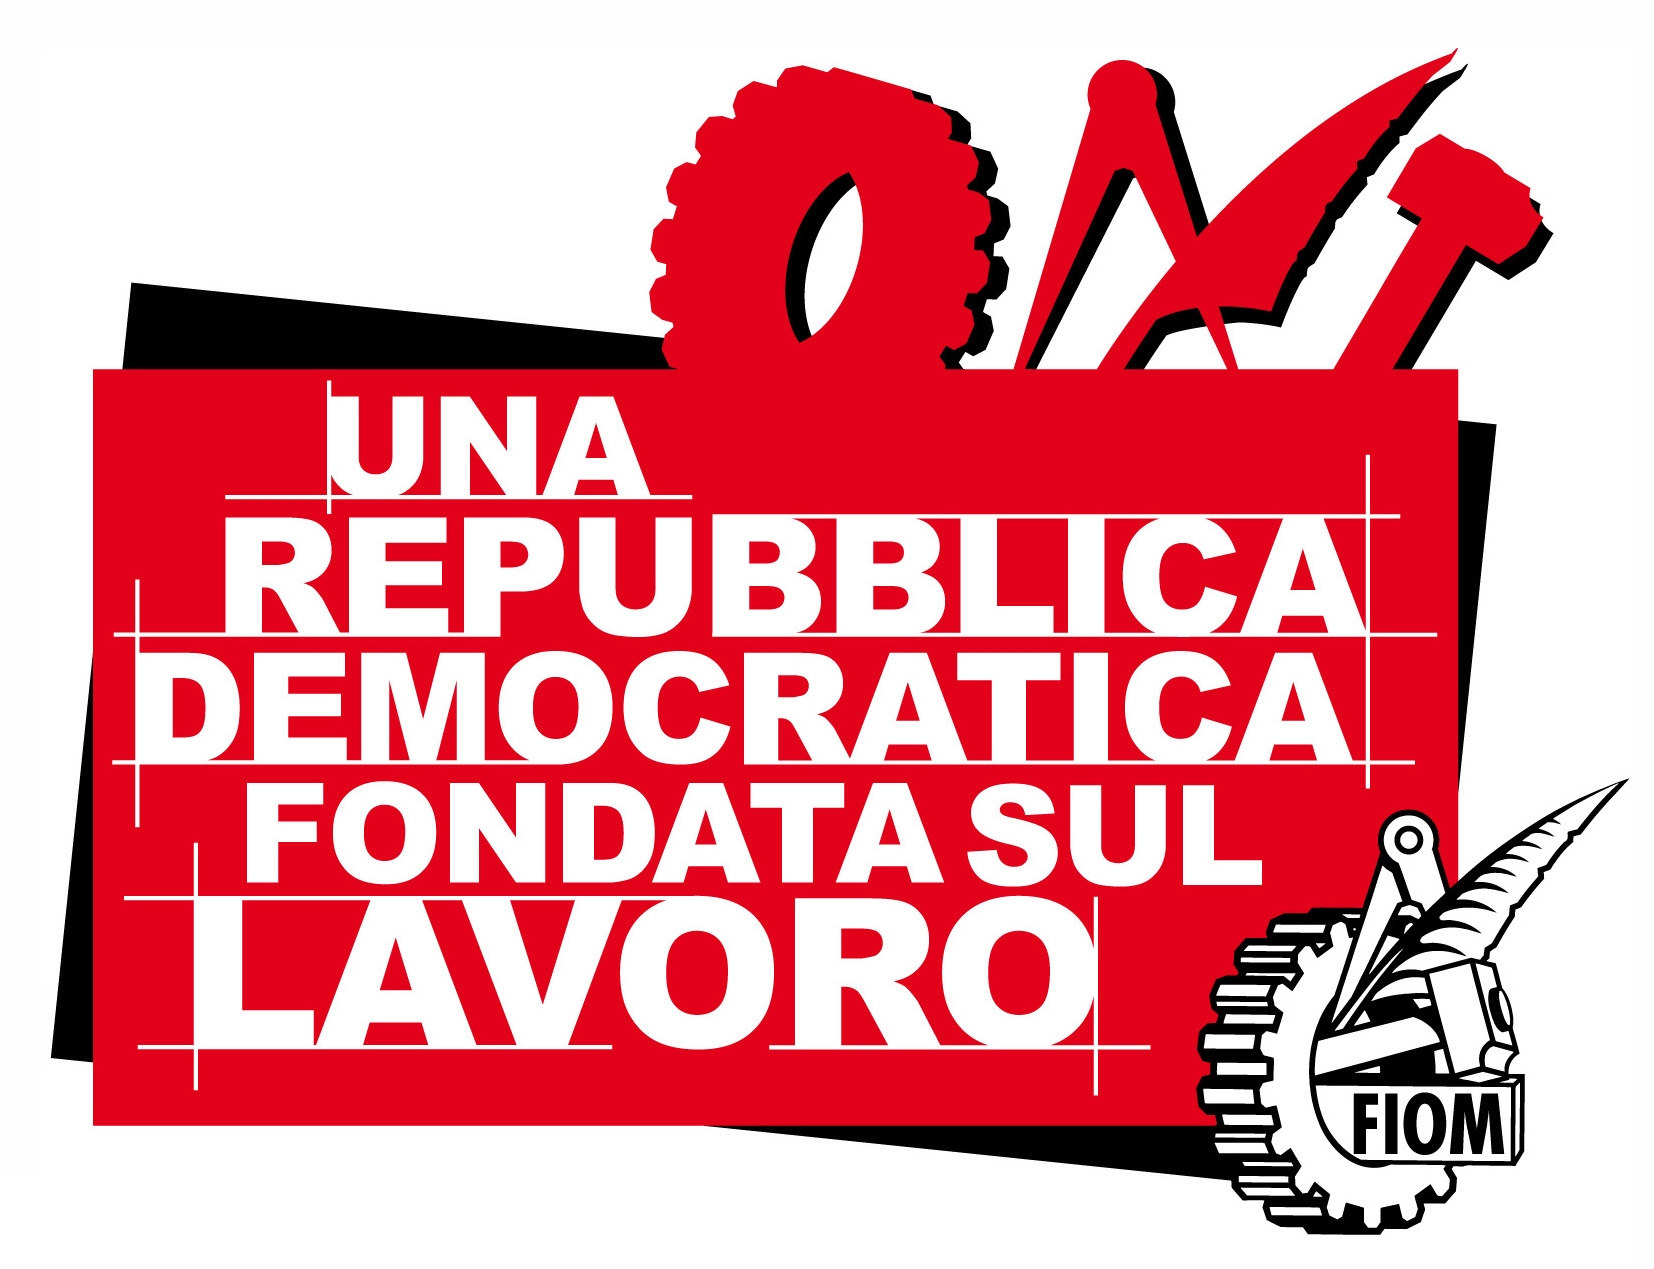 UNA
REPUBBLICA
DEMOCRATICA
FONDATA SUL
LAVORO
FIOM